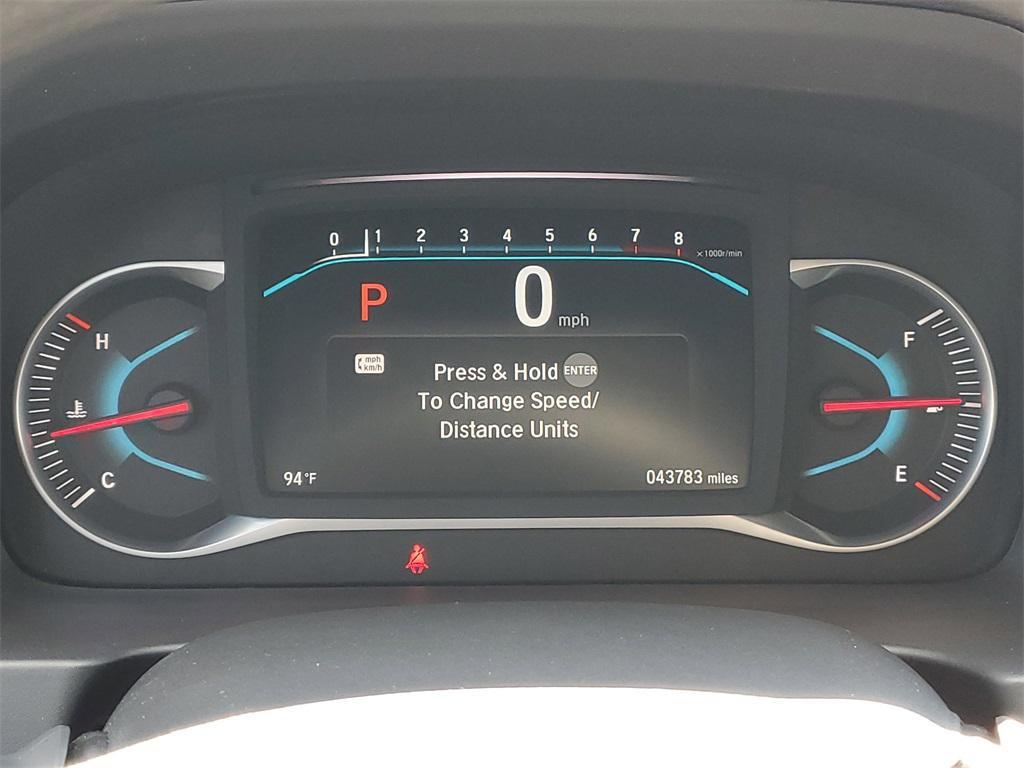 0 1 2 3 4 5 6 7 8
×1000r/min
P 0 mph
H
F
mph
km/h
Press & Hold ENTER
To Change Speed/
Distance Units
C
E
94°F
043783 miles